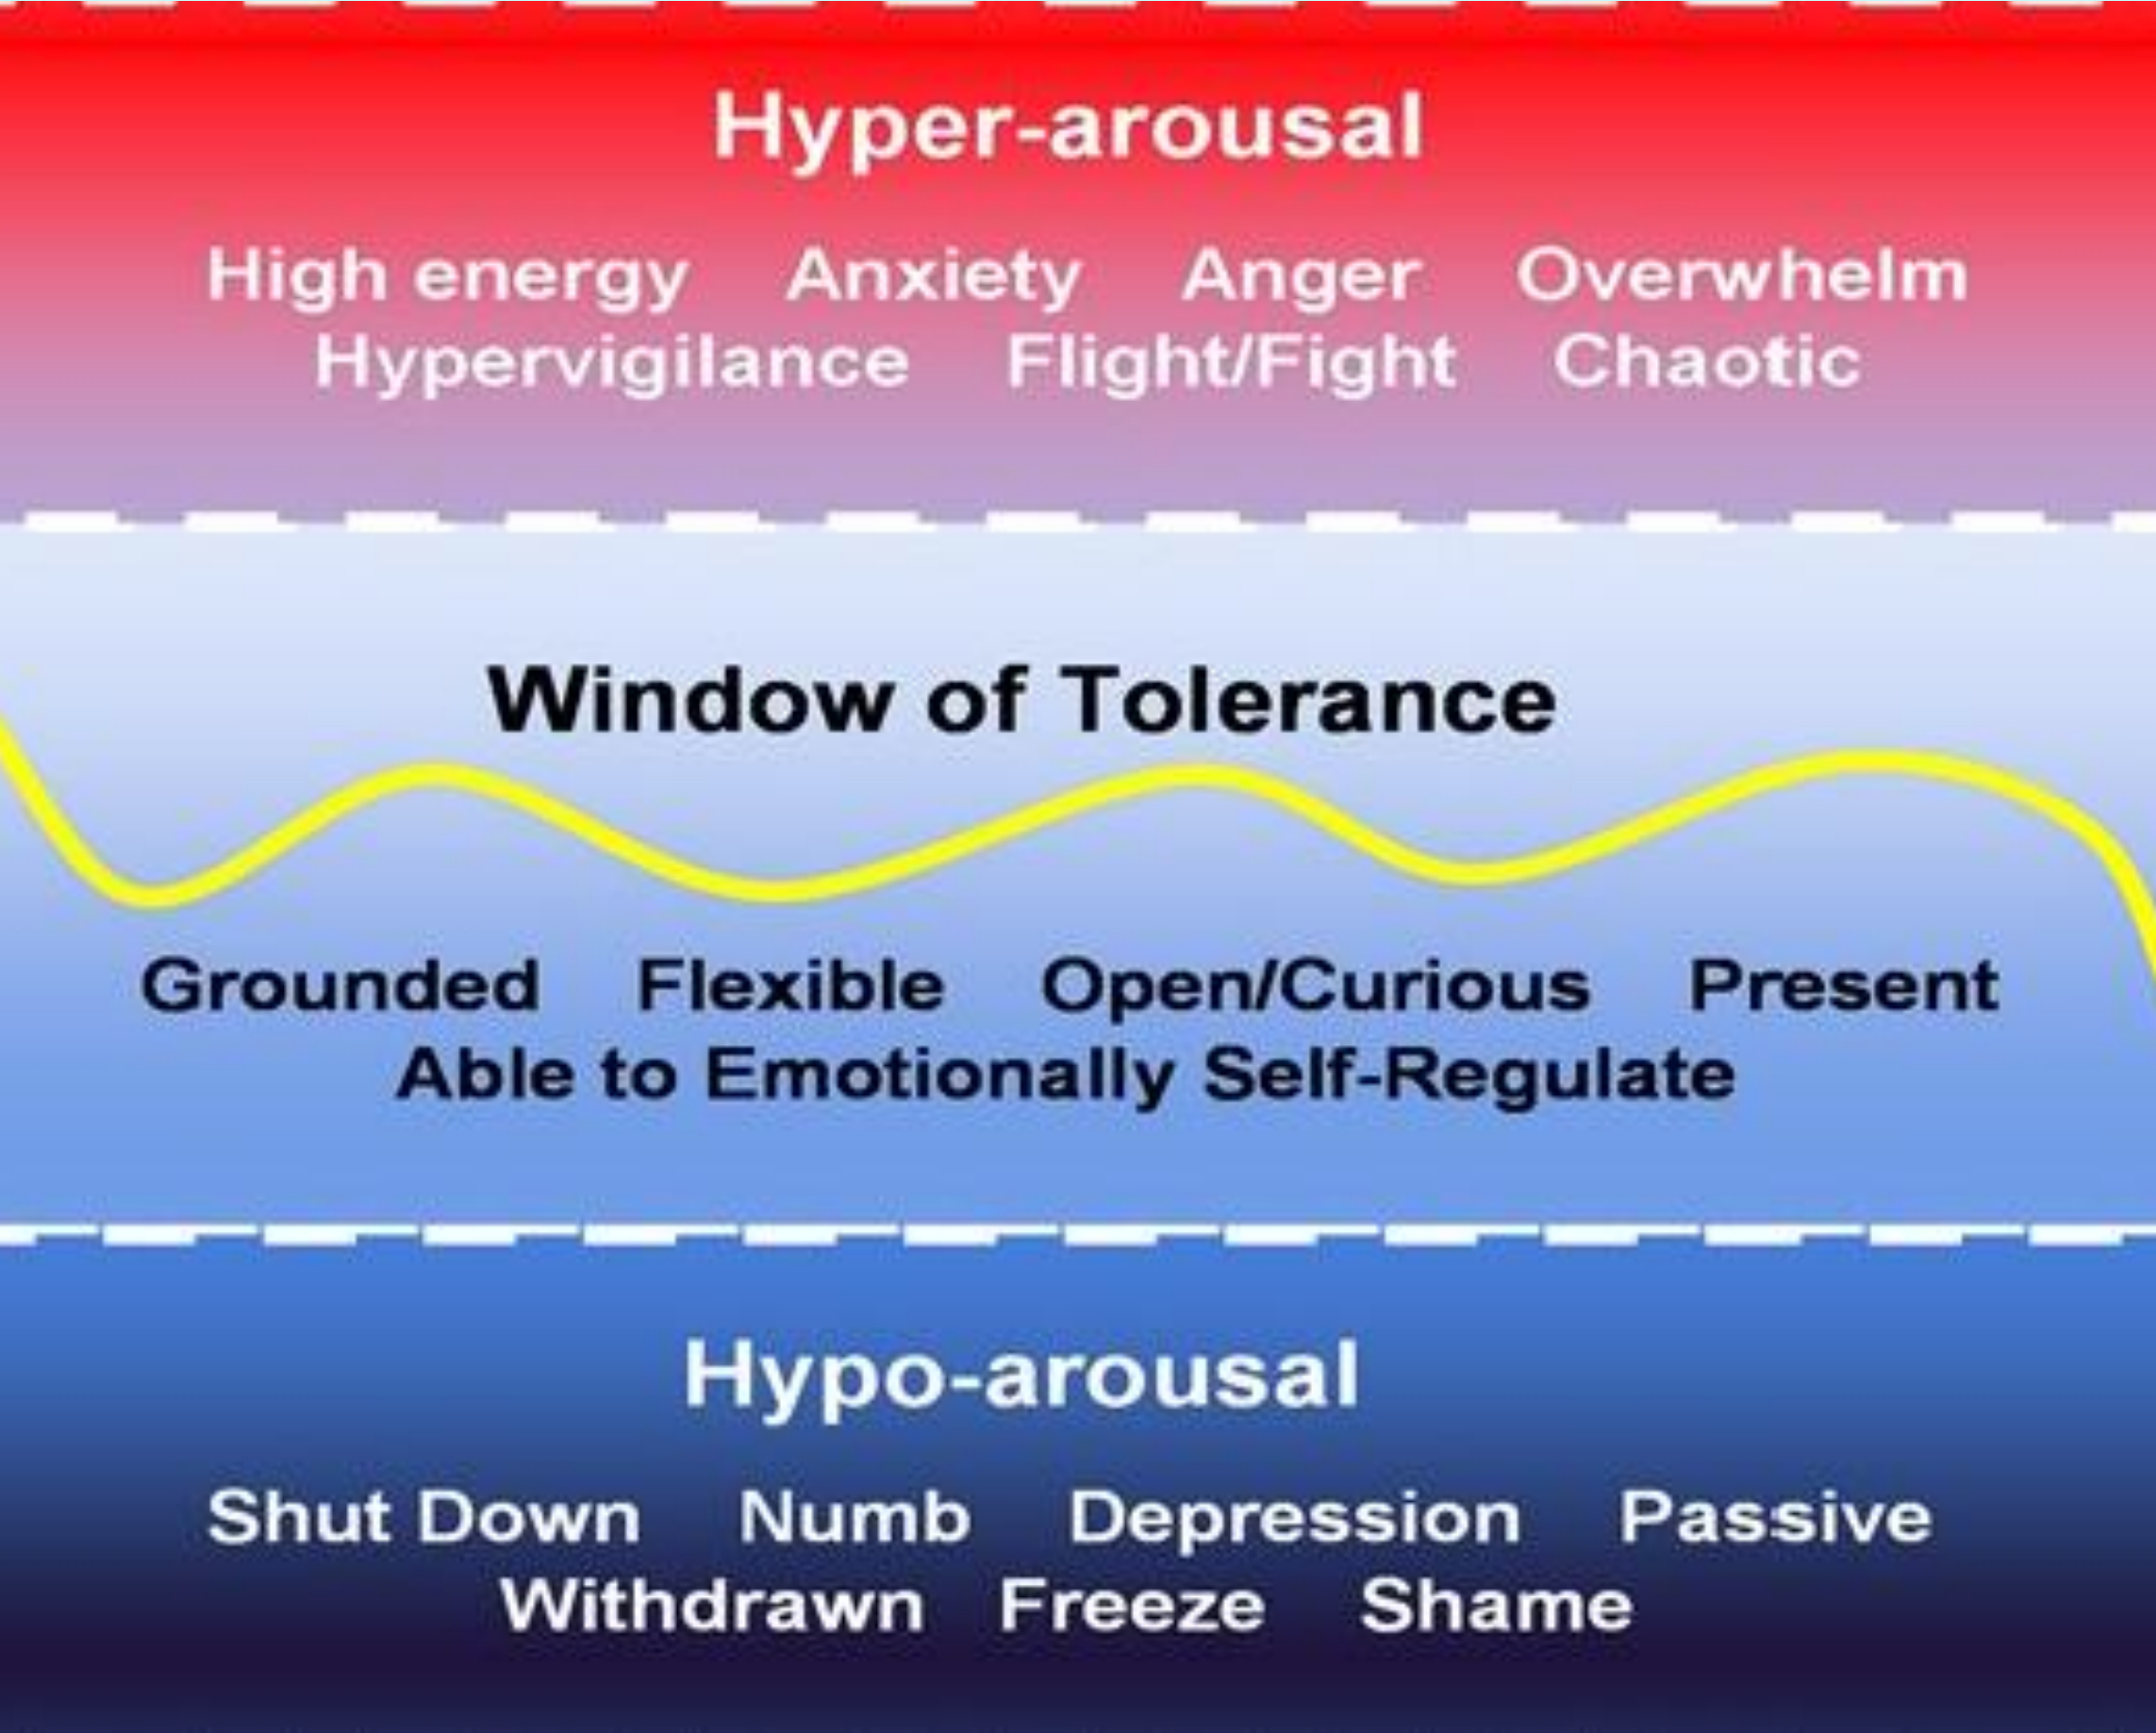 Hyper-arousal
High energy Anxiety Anger Overwhelm
Hypervigilance Flight/Fight Chaotic
Window of Tolerance
Grounded Flexible Open/Curious Present
Able to Emotionally Self-Regulate
Hypo-arousal
Shut Down Numb Depression Passive
Withdrawn Freeze Shame